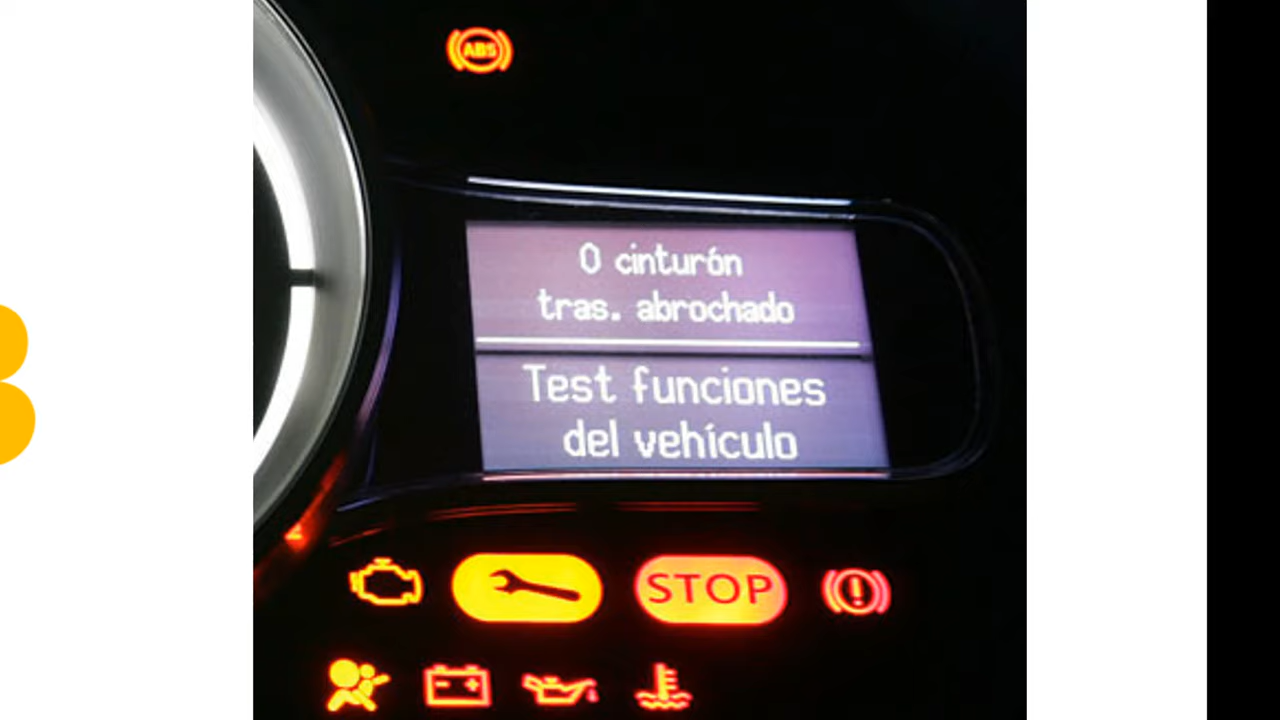 ABS
0 cinturón
tras. abrochado
Test funciones
del vehículo
STOP